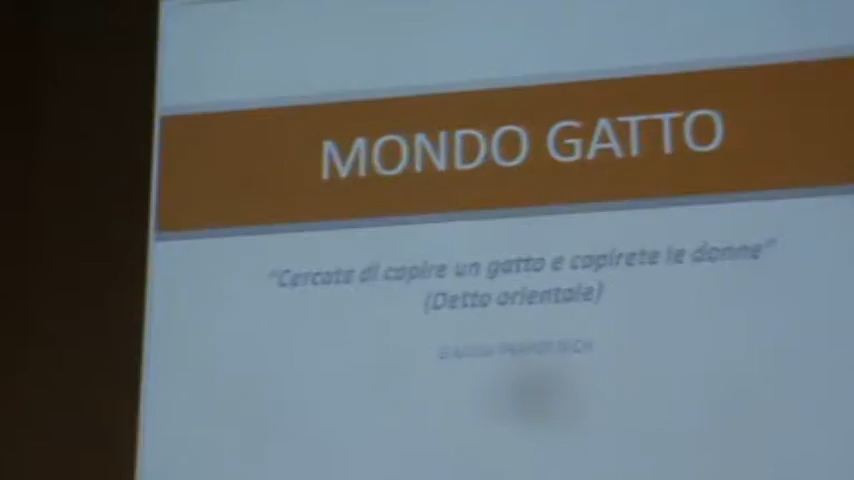 MONDO GATTO
"Cercate di capire un gatto e capirete le donne"
(Detto orientale)